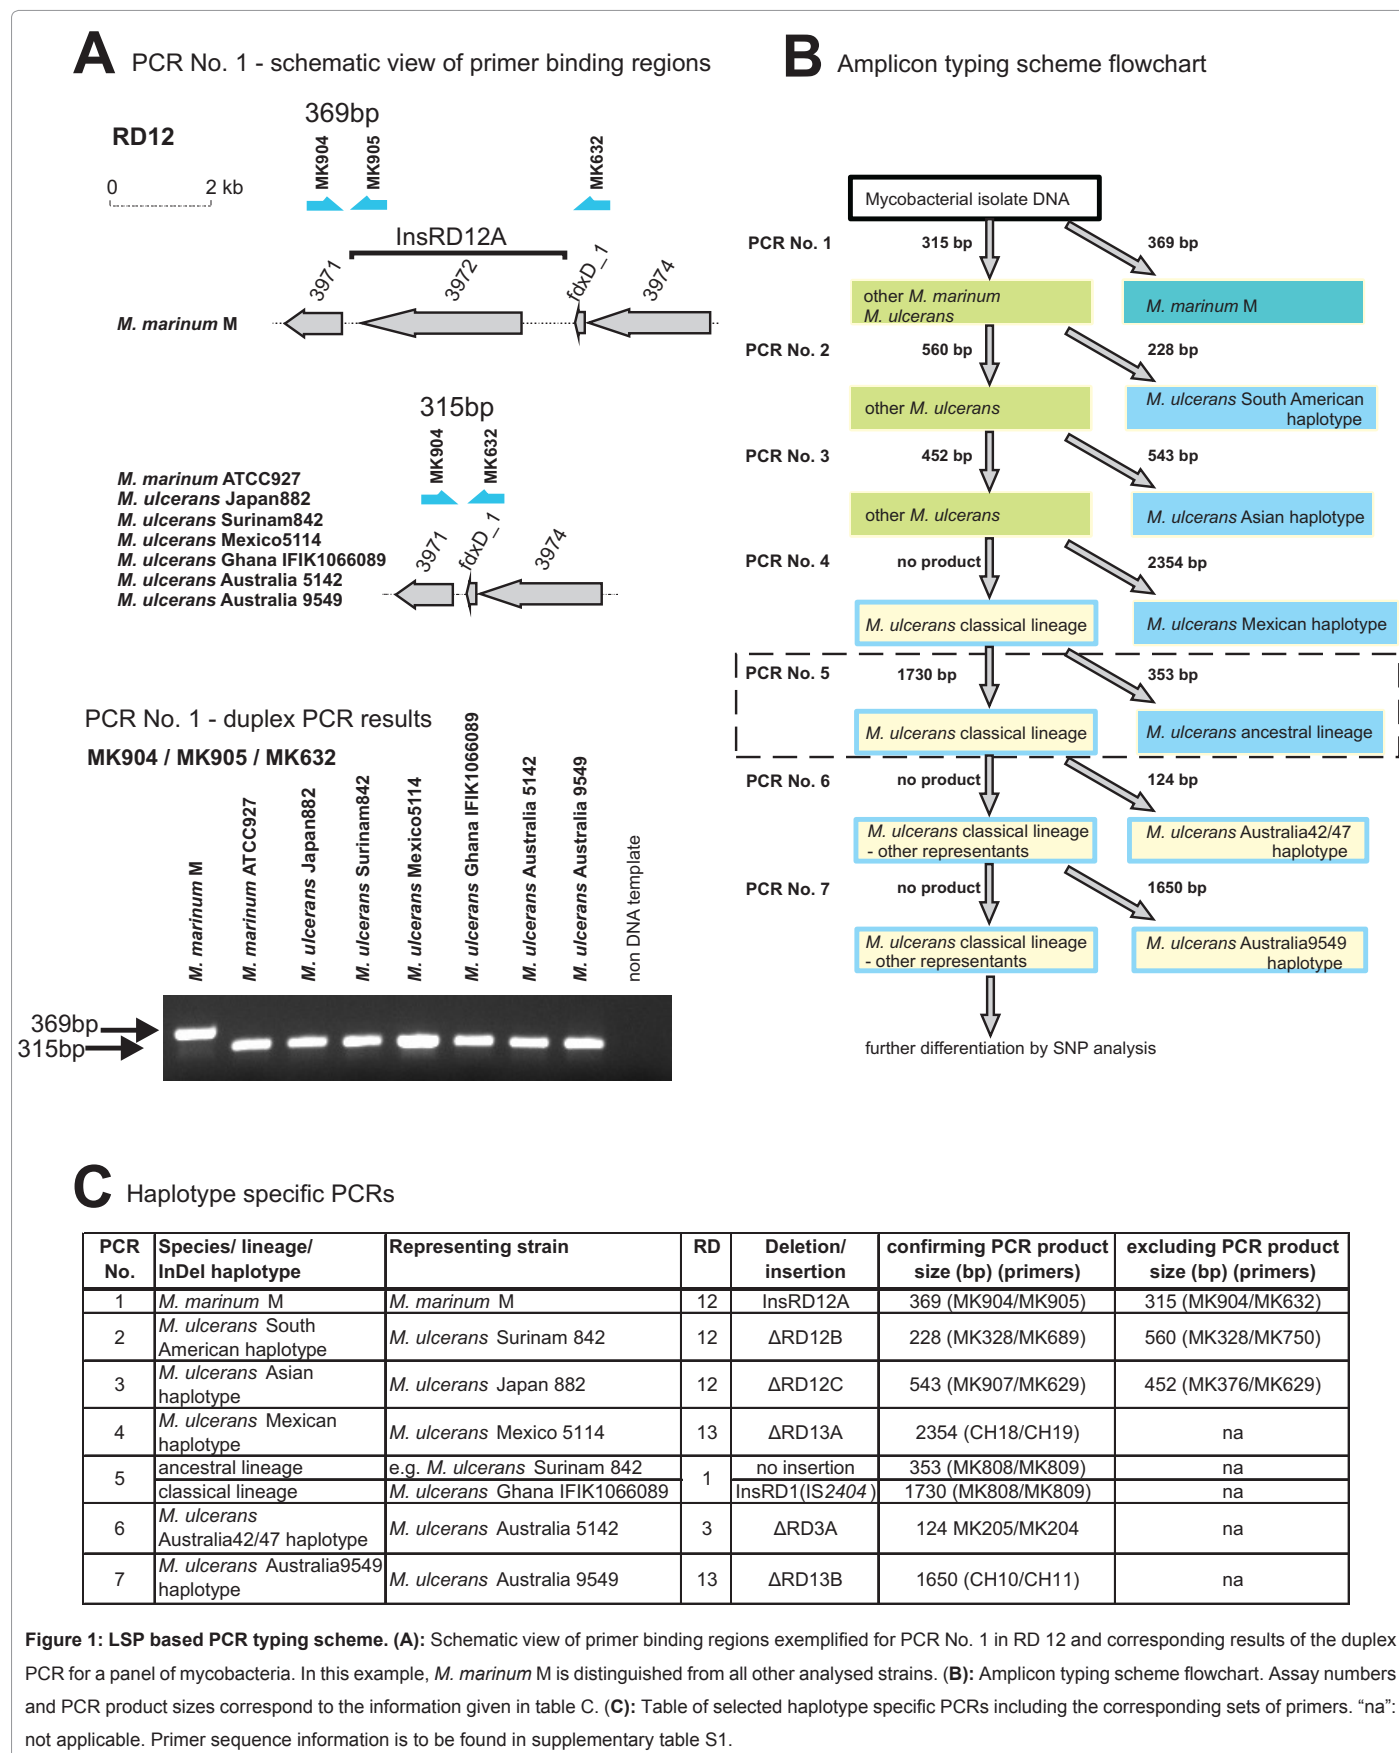 A PCR No. 1 - schematic view of primer binding regions
369bp
RD12
MK904
MK905
MK632
0 2 kb
InsRD12A
3971
3972
fdxD_1
3974
M. marinum M
315bp
MK904
MK632
M. marinum ATCC927
M. ulcerans Japan882
M. ulcerans Surinam842
M. ulcerans Mexico5114
M. ulcerans Ghana IFIK1066089
M. ulcerans Australia 5142
M. ulcerans Australia 9549
3971
fdxD_1
3974
PCR No. 1 - duplex PCR results
MK904 / MK905 / MK632
M. marinum M
M. marinum ATCC927
M. ulcerans Japan882
M. ulcerans Surinam842
M. ulcerans Mexico5114
M. ulcerans Ghana IFIK1066089
M. ulcerans Australia 5142
M. ulcerans Australia 9549
non DNA template
369bp
315bp
B Amplicon typing scheme flowchart
Mycobacterial isolate DNA
PCR No. 1 315 bp 369 bp
other M. marinum
M. ulcerans
M. marinum M
PCR No. 2 560 bp 228 bp
other M. ulcerans
M. ulcerans South American
haplotype
PCR No. 3 452 bp 543 bp
other M. ulcerans
M. ulcerans Asian haplotype
PCR No. 4 no product 2354 bp
M. ulcerans classical lineage
M. ulcerans Mexican haplotype
PCR No. 5 1730 bp 353 bp
M. ulcerans classical lineage
M. ulcerans ancestral lineage
PCR No. 6 no product 124 bp
M. ulcerans classical lineage
- other representants
M. ulcerans Australia42/47
haplotype
PCR No. 7 no product 1650 bp
M. ulcerans classical lineage
- other representants
M. ulcerans Australia9549
haplotype
further differentiation by SNP analysis
C Haplotype specific PCRs
PCR Species/ lineage/ Representing strain RD Deletion/ confirming PCR product excluding PCR product
No. InDel haplotype insertion size (bp) (primers) size (bp) (primers)
1 M. marinum M M. marinum M 12 InsRD12A 369 (MK904/MK905) 315 (MK904/MK632)
M. ulcerans South
2 M. ulcerans Surinam 842 12 ΔRD12B 228 (MK328/MK689) 560 (MK328/MK750)
American haplotype
M. ulcerans Asian
3 M. ulcerans Japan 882 12 ΔRD12C 543 (MK907/MK629) 452 (MK376/MK629)
haplotype
M. ulcerans Mexican
4 M. ulcerans Mexico 5114 13 ΔRD13A 2354 (CH18/CH19) na
haplotype
ancestral lineage e.g. M. ulcerans Surinam 842 no insertion 353 (MK808/MK809) na
5 1
classical lineage M. ulcerans Ghana IFIK1066089 InsRD1(IS2404) 1730 (MK808/MK809) na
M. ulcerans
6 M. ulcerans Australia 5142 3 ΔRD3A 124 MK205/MK204 na
Australia42/47 haplotype
M. ulcerans Australia9549
7 M. ulcerans Australia 9549 13 ΔRD13B 1650 (CH10/CH11) na
haplotype
Figure 1: LSP based PCR typing scheme. (A): Schematic view of primer binding regions exemplified for PCR No. 1 in RD 12 and corresponding results of the duplex
PCR for a panel of mycobacteria. In this example, M. marinum M is distinguished from all other analysed strains. (B): Amplicon typing scheme flowchart. Assay numbers
and PCR product sizes correspond to the information given in table C. (C): Table of selected haplotype specific PCRs including the corresponding sets of primers. “na”:
not applicable. Primer sequence information is to be found in supplementary table S1.